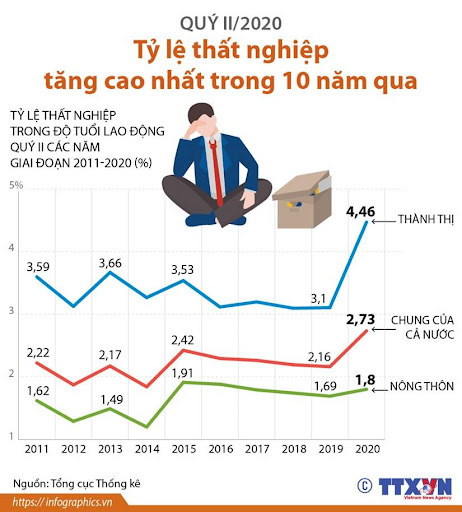 QUÝ II/2020
Tỷ lệ thất nghiệp
tăng cao nhất trong 10 năm qua
TỶ LỆ THẤT NGHIỆP
TRONG ĐỘ TUỔI LAO ĐỘNG
QUÝ II CÁC NĂM
GIAI ĐOẠN 2011-2020 (%)
5%
4,46
THÀNH THỊ
4
3,59
3,66
3,53
3,1
3
2,73
CHUNG CỦA
CẢ NƯỚC
2,22
2,17
2,42
2,16
2
1,62
1,49
1,91
1,69
1,8
NÔNG THÔN
1
2011 2012 2013 2014 2015 2016 2017 2018 2019 2020
Nguồn: Tổng cục Thống kê
© TTXVN
Vietnam News Agency
https://infographics.vn